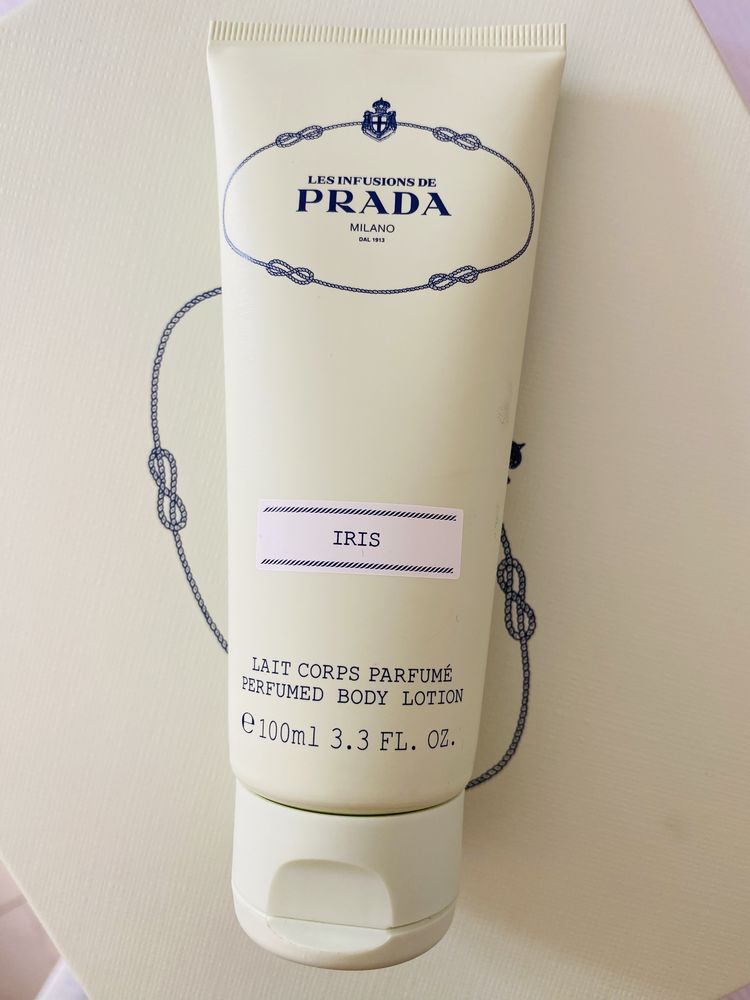 LES INFUSIONS DE
PRADA
MILANO
DAL 1913
IRIS
LAIT CORPS PARFUMÉ
PERFUMED BODY LOTION
℮100ml 3.3 FL. OZ.